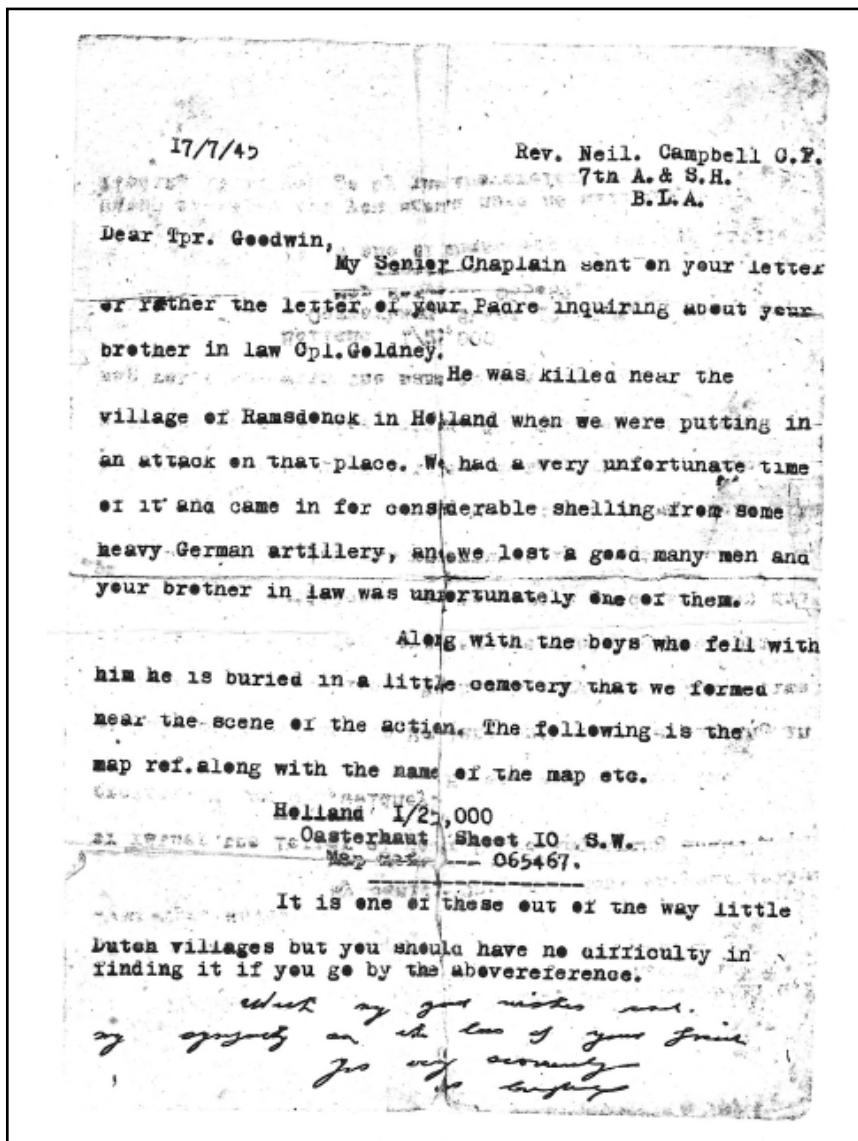 17/7/45
Rev. Neil. Campbell C.F.
7th A. & S.H.
B.L.A.
Dear Tpr. Goodwin,
My Senior Chaplain sent on your letter
or rather the letter of your Padre inquiring about your
brother in law Cpl.Goldney.
He was killed near the
village of Ramsdonck in Holland when we were putting in
an attack on that place. We had a very unfortunate time
of it and came in for considerable shelling from some
heavy German artillery, and we lost a good many men and
your brother in law was unfortunately one of them.
Along with the boys who fell with
him he is buried in a little cemetery that we formed
near the scene of the action. The following is the
map ref.along with the name of the map etc.
Holland I/25,000
Oasterhaut Sheet IO S.W.
Map --- 065467.
It is one of these out of the way little
Dutch villages but you should have no difficulty in
finding it if you go by the abovereference.
With my good wishes and
my sympathy on the loss of your friend
Yrs very sincerely